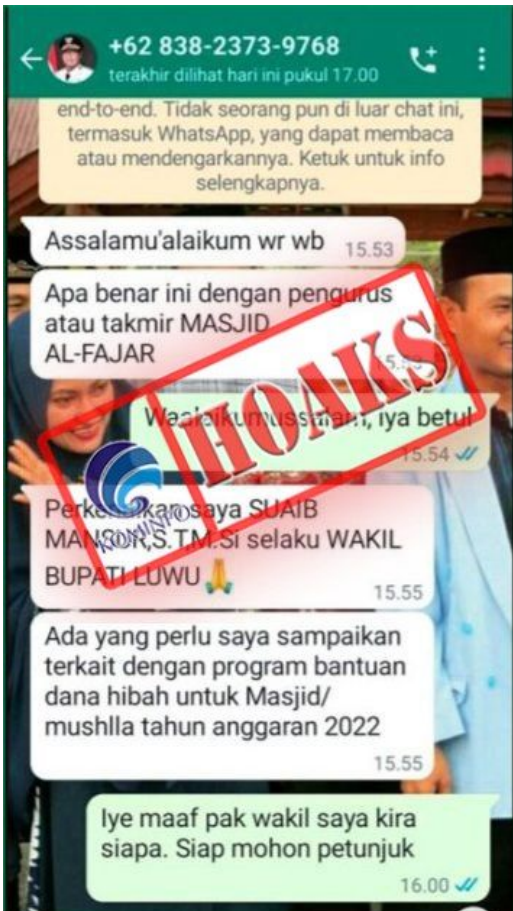 +62 838-2373-9768
terakhir dilihat hari ini pukul 17.00
end-to-end. Tidak seorang pun di luar chat ini,
termasuk WhatsApp, yang dapat membaca
atau mendengarkannya. Ketuk untuk info
selengkapnya.
Assalamu'alaikum wr wb 15.53
Apa benar ini dengan pengurus
atau takmir MASJID
AL-FAJAR
15.53
Waalaikumussalam, iya betul
15.54
HOAKS
KOMINFO
Perkenalkan saya SUAIB
MANSUR,S.T,M.Si selaku WAKIL
BUPATI LUWU🙏
15.55
Ada yang perlu saya sampaikan
terkait dengan program bantuan
dana hibah untuk Masjid/
mushlla tahun anggaran 2022
15.55
Iye maaf pak wakil saya kira
siapa. Siap mohon petunjuk
16.00